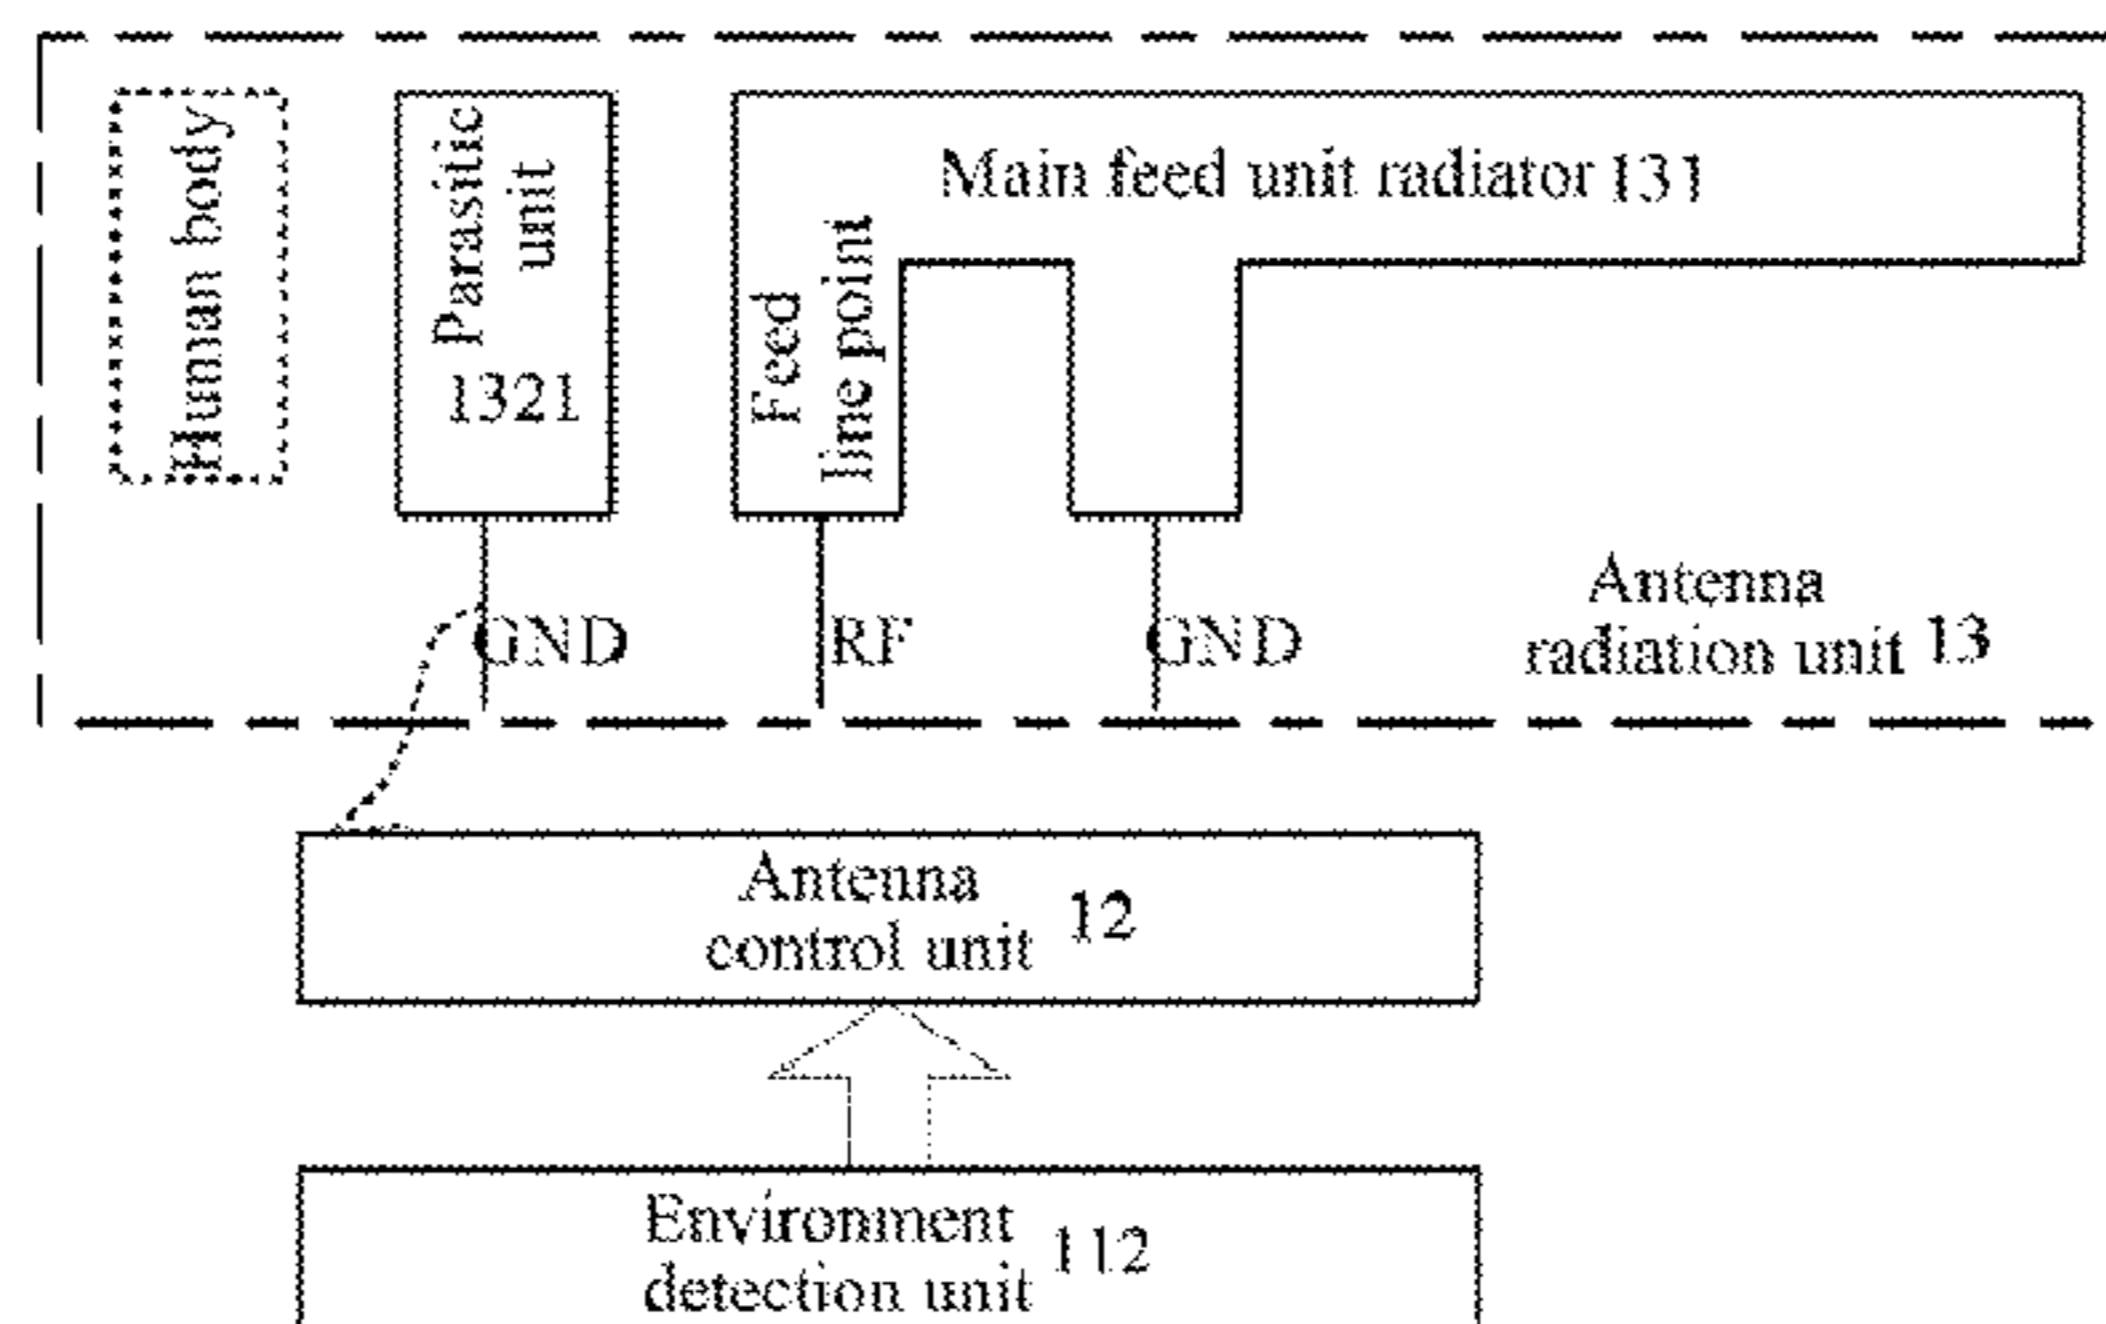 Human body
Parasitic
unit
1321
Main feed unit radiator 131
Feed
line point
GND
RF
GND
Antenna
radiation unit 13
Antenna
control unit 12
Environment
detection unit 112